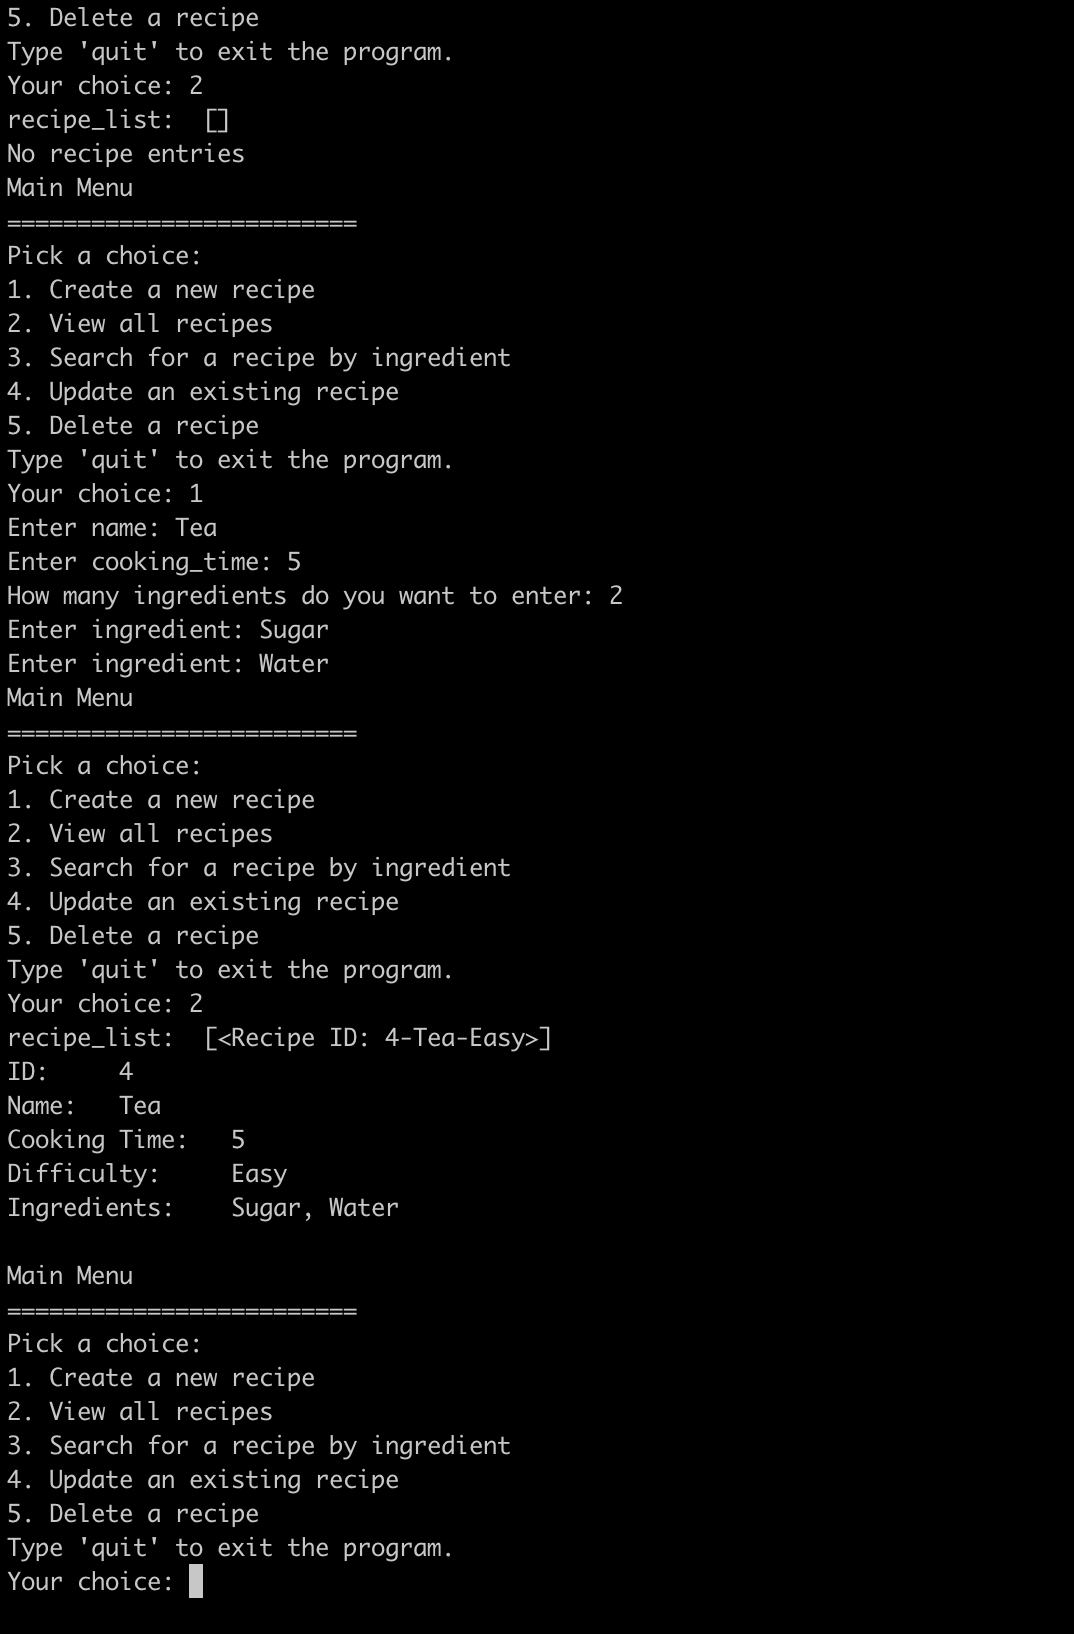 5. Delete a recipe
Type 'quit' to exit the program.
Your choice: 2
recipe_list:  []
No recipe entries
Main Menu
=========================
Pick a choice:
1. Create a new recipe
2. View all recipes
3. Search for a recipe by ingredient
4. Update an existing recipe
5. Delete a recipe
Type 'quit' to exit the program.
Your choice: 1
Enter name: Tea
Enter cooking_time: 5
How many ingredients do you want to enter: 2
Enter ingredient: Sugar
Enter ingredient: Water
Main Menu
=========================
Pick a choice:
1. Create a new recipe
2. View all recipes
3. Search for a recipe by ingredient
4. Update an existing recipe
5. Delete a recipe
Type 'quit' to exit the program.
Your choice: 2
recipe_list:  [<Recipe ID: 4-Tea-Easy>]
ID:     4
Name:   Tea
Cooking Time:   5
Difficulty:     Easy
Ingredients:    Sugar, Water
Main Menu
=========================
Pick a choice:
1. Create a new recipe
2. View all recipes
3. Search for a recipe by ingredient
4. Update an existing recipe
5. Delete a recipe
Type 'quit' to exit the program.
Your choice: